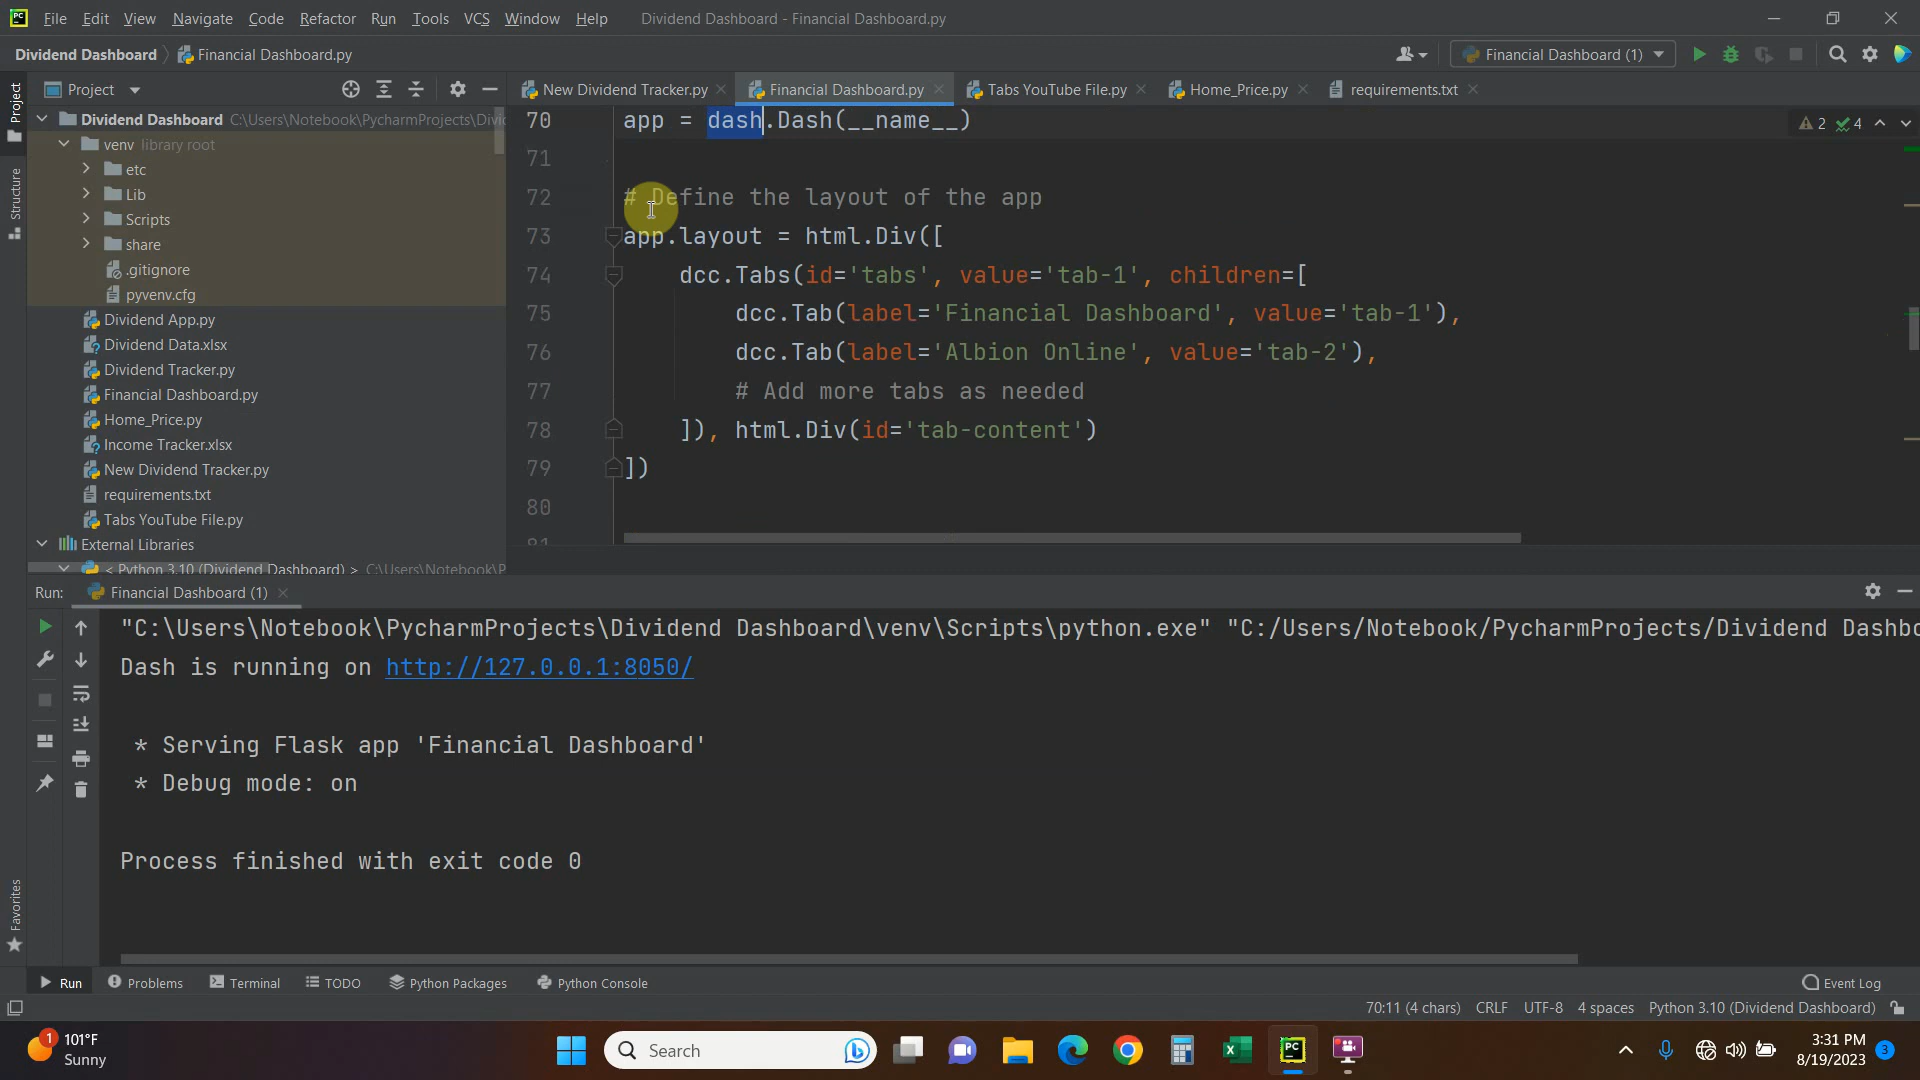 File Edit View Navigate Code Refactor Run Tools VCS Window Help Dividend Dashboard - Financial Dashboard.py
Dividend Dashboard Financial Dashboard.py Financial Dashboard (1)
Project
Project
Structure
Favorites
New Dividend Tracker.py Financial Dashboard.py Tabs YouTube File.py Home_Price.py requirements.txt
Dividend Dashboard C:\Users\Notebook\PycharmProjects\Divic
venv library root
etc
Lib
Scripts
share
.gitignore
pyvenv.cfg
Dividend App.py
Dividend Data.xlsx
Dividend Tracker.py
Financial Dashboard.py
Home_Price.py
Income Tracker.xlsx
New Dividend Tracker.py
requirements.txt
Tabs YouTube File.py
External Libraries
< Python 3.10 (Dividend Dashboard) > C:\Users\Notebook\P
2 4
70 app = dash.Dash(__name__)
71
72 # Define the layout of the app
73 app.layout = html.Div([
74 dcc.Tabs(id='tabs', value='tab-1', children=[
75 dcc.Tab(label='Financial Dashboard', value='tab-1'),
76 dcc.Tab(label='Albion Online', value='tab-2'),
77 # Add more tabs as needed
78 ]), html.Div(id='tab-content')
79 ])
80
81
Run: Financial Dashboard (1)
"C:\Users\Notebook\PycharmProjects\Dividend Dashboard\venv\Scripts\python.exe" "C:/Users/Notebook/PycharmProjects/Dividend Dashbo
Dash is running on http://127.0.0.1:8050/
* Serving Flask app 'Financial Dashboard'
* Debug mode: on
Process finished with exit code 0
Run Problems Terminal TODO Python Packages Python Console Event Log
70:11 (4 chars) CRLF UTF-8 4 spaces Python 3.10 (Dividend Dashboard)
1 101°F
Sunny
Search
PC
3:31 PM
8/19/2023 3